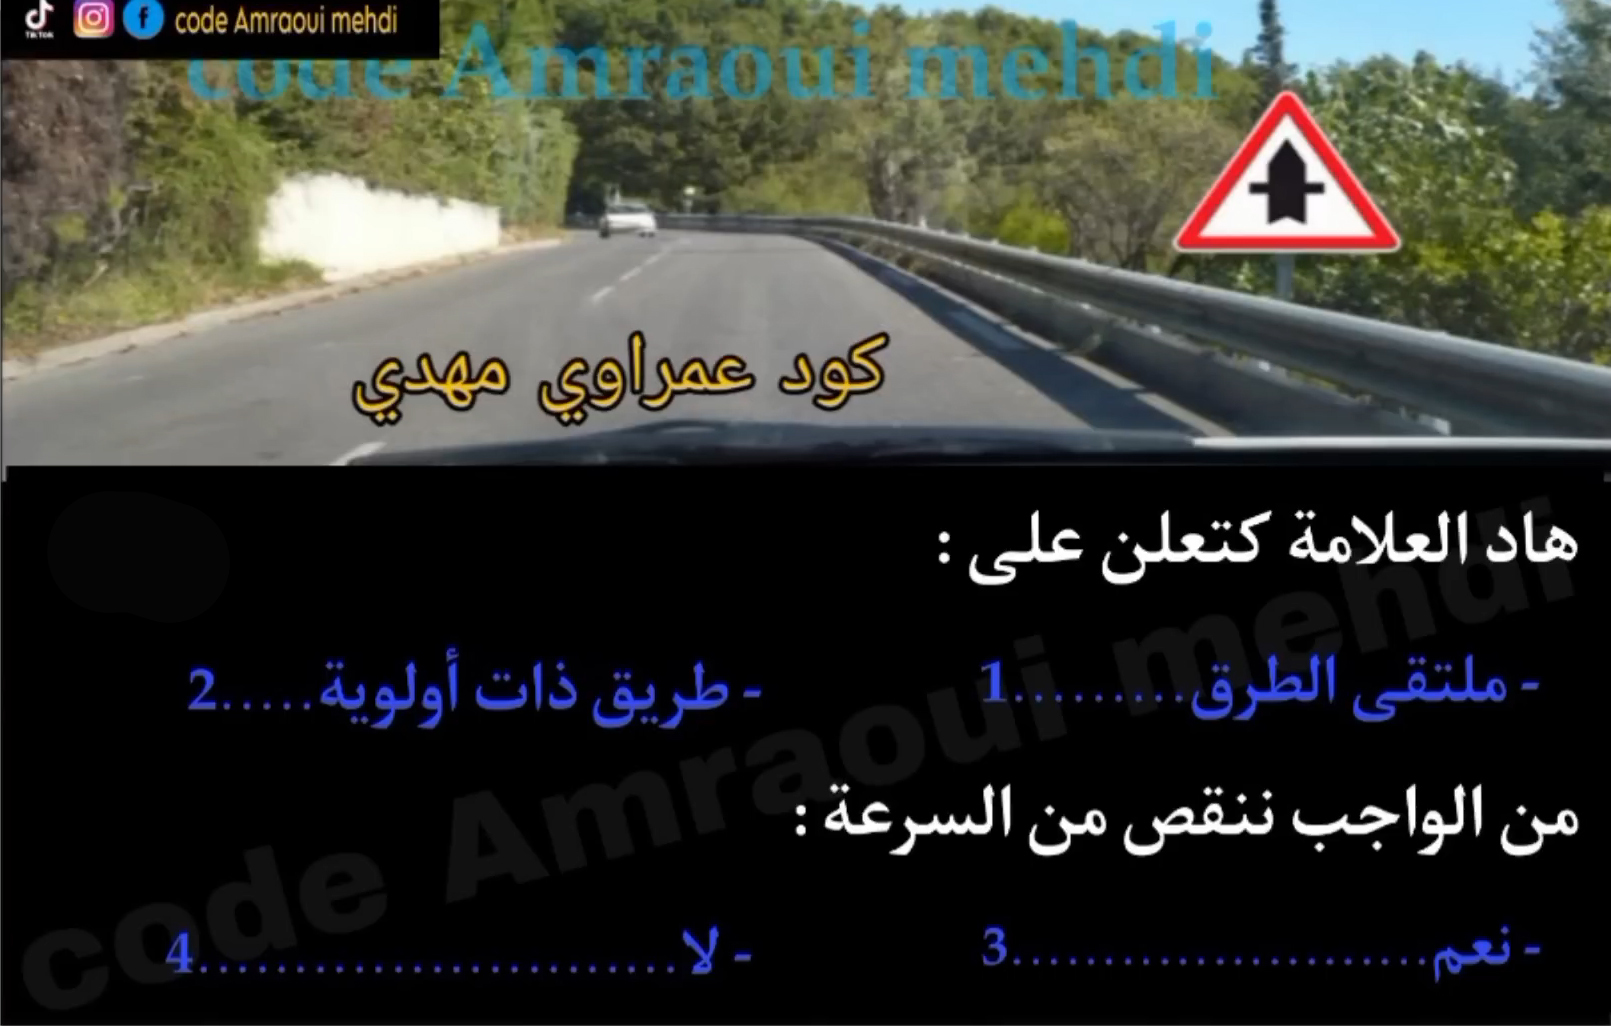 code Amraoui mehdi
code Amraoui mehdi
كود عمراوي مهدي
هاد العلامة كتعلن على :
- ملتقى الطرق.........1 - طريق ذات أولوية.....2
من الواجب ننقص من السرعة :
- نعم......................3 - لا.........................4
code Amraoui mehdi